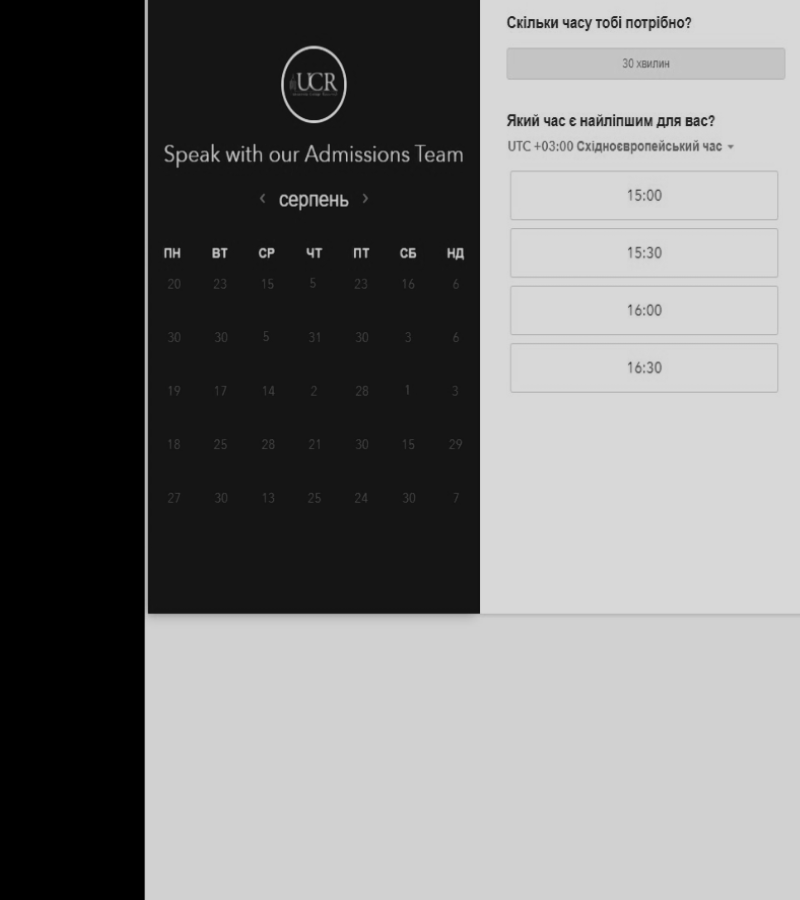 UCR
Speak with our Admissions Team
‹ серпень ›
ПН ВТ СР ЧТ ПТ СБ НД
20 23 15 5 23 16 6
30 30 5 31 30 3 6
19 17 14 2 28 1 3
18 25 28 21 30 15 29
27 30 13 25 24 30 7
Скільки часу тобі потрібно?
30 хвилин
Який час є найліпшим для вас?
UTC +03:00 Східноєвропейський час
15:00
15:30
16:00
16:30